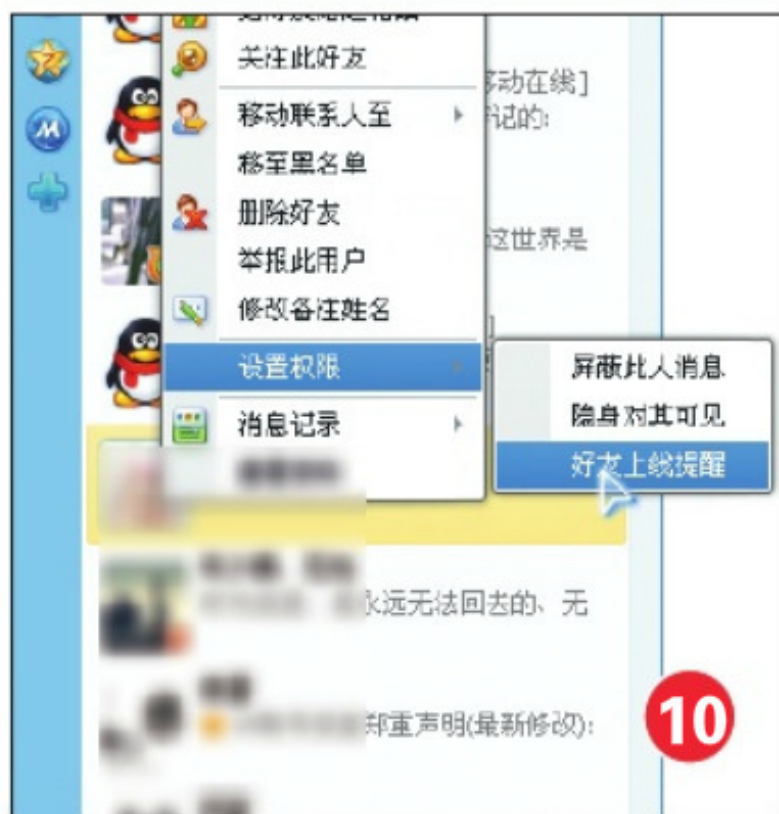 关注此好友
移动在线]
移动联系人至
记的:
移至黑名单
删除好友
这世界是
举报此用户
修改备注姓名
]
设置权限
屏蔽此人消息
消息记录
隐身对其可见
好友上线提醒
永远无法回去的、无
郑重声明(最新修改):
10